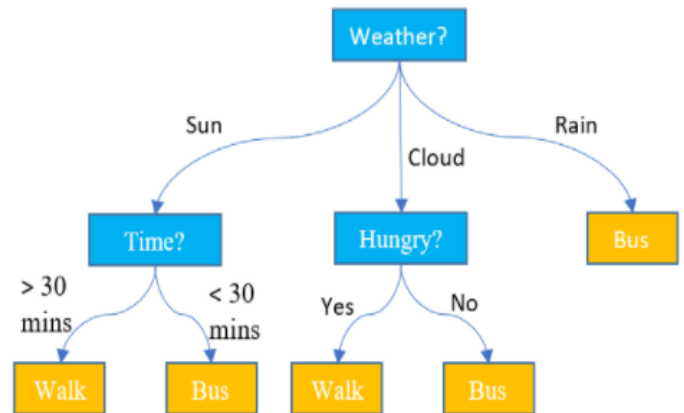 Weather?
Sun
Cloud
Rain
Time?
Hungry?
Bus
> 30
mins
< 30
mins
Yes
No
Walk
Bus
Walk
Bus